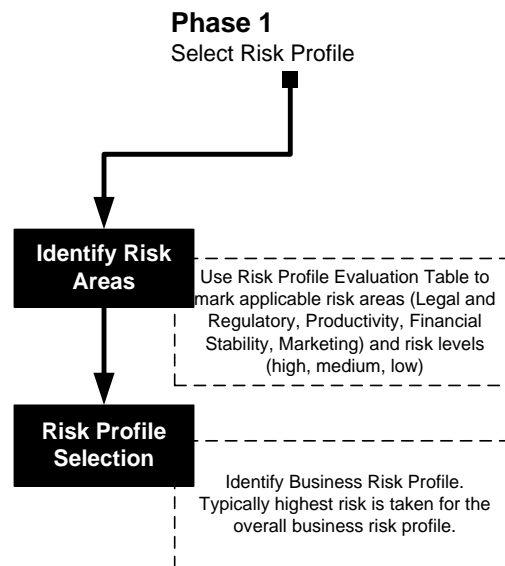 Phase 1
Select Risk Profile
Identify Risk
Areas
Use Risk Profile Evaluation Table to
mark applicable risk areas (Legal and
Regulatory, Productivity, Financial
Stability, Marketing) and risk levels
(high, medium, low)
Risk Profile
Selection
Identify Business Risk Profile.
Typically highest risk is taken for the
overall business risk profile.